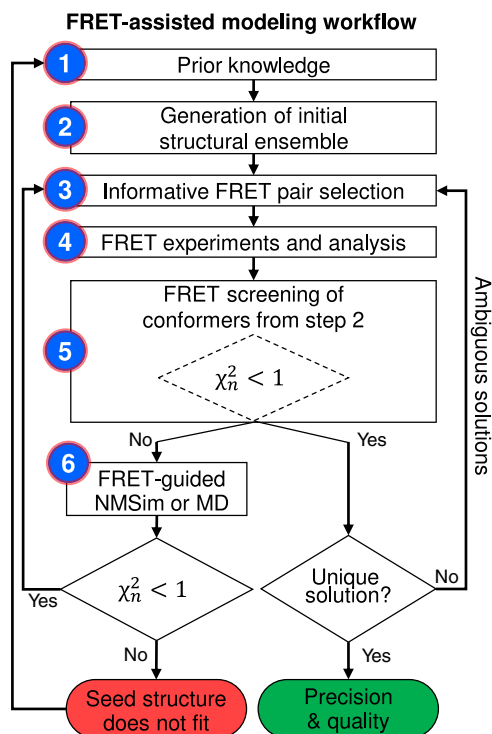 FRET-assisted modeling workflow
1
Prior knowledge
2
Generation of initial
structural ensemble
3
Informative FRET pair selection
4
FRET experiments and analysis
5
FRET screening of
conformers from step 2
χₙ² < 1
No
Yes
Ambiguous solutions
6
FRET-guided
NMSim or MD
χₙ² < 1
Yes
No
Unique
solution?
No
Yes
Seed structure
does not fit
Precision
& quality